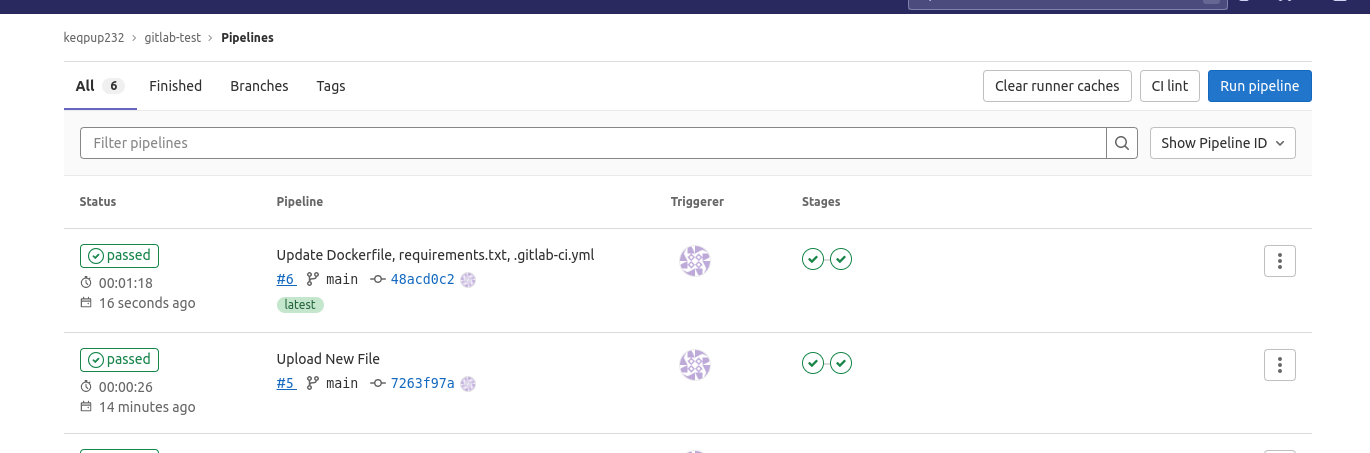 keqpup232 › gitlab-test › Pipelines
All 6 Finished Branches Tags Clear runner caches CI lint Run pipeline
Filter pipelines Show Pipeline ID
Status Pipeline Triggerer Stages
passed Update Dockerfile, requirements.txt, .gitlab-ci.yml
00:01:18 #6 main 48acd0c2
16 seconds ago latest
passed Upload New File
00:00:26 #5 main 7263f97a
14 minutes ago